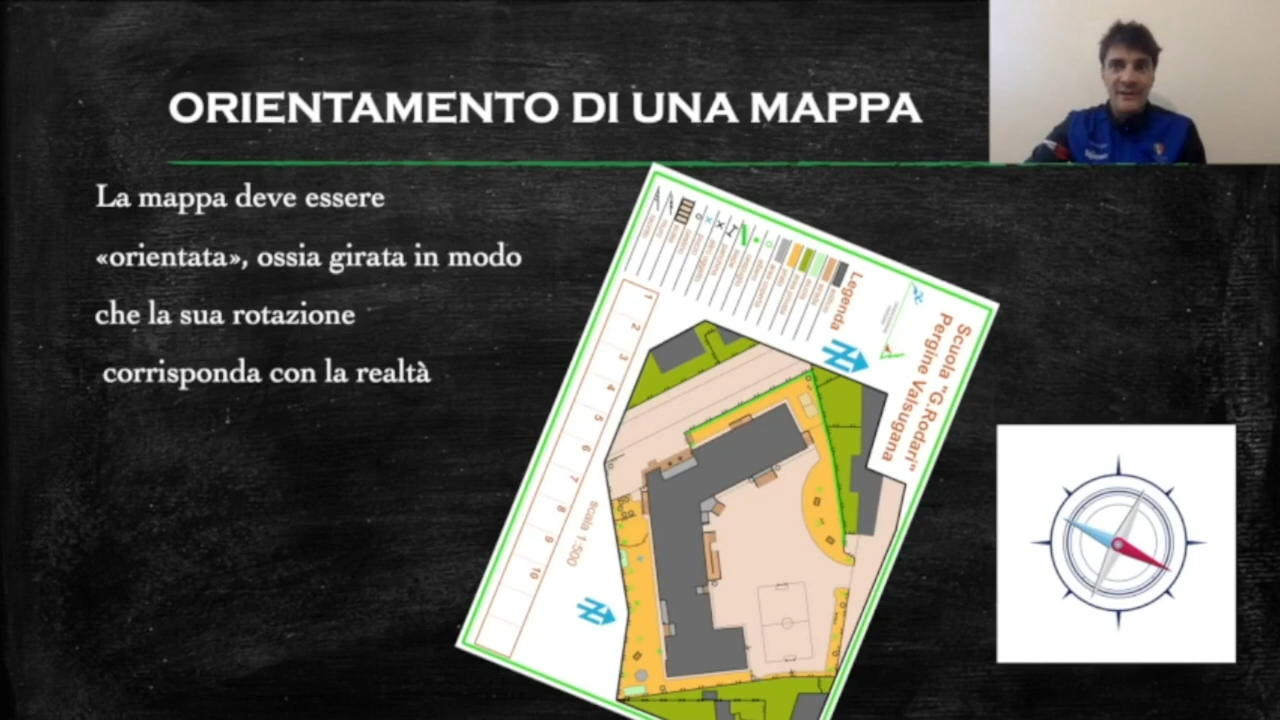 ORIENTAMENTO DI UNA MAPPA
La mappa deve essere
«orientata», ossia girata in modo
che la sua rotazione
corrisponda con la realtà
Scuola "G.Rodari"
Pergine Valsugana
Legenda
1
2
3
4
5
6
7
8
9
10
scala 1:500
N
N